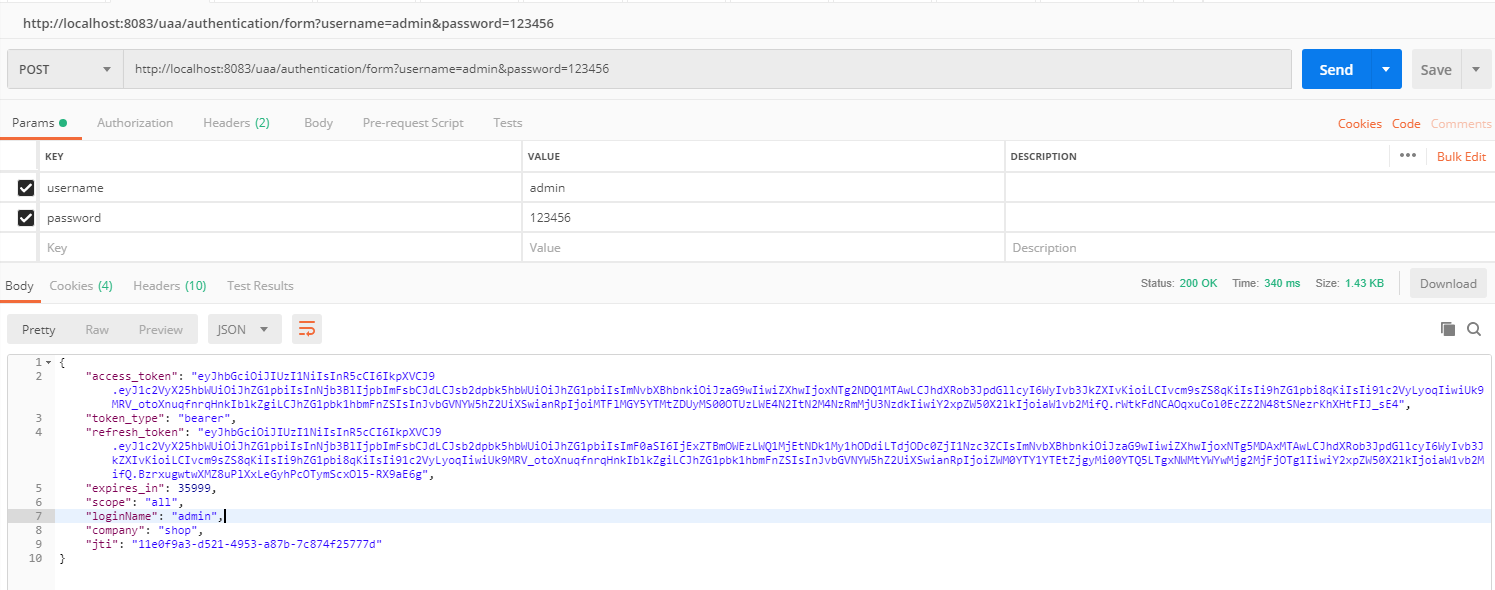 http://localhost:8083/uaa/authentication/form?username=admin&password=123456
POST http://localhost:8083/uaa/authentication/form?username=admin&password=123456 Send Save
Params Authorization Headers (2) Body Pre-request Script Tests Cookies Code Comments
KEY VALUE DESCRIPTION ••• Bulk Edit
username admin
password 123456
Key Value Description
Body Cookies (4) Headers (10) Test Results Status: 200 OK Time: 340 ms Size: 1.43 KB Download
Pretty Raw Preview JSON
1 {
2 "access_token": "eyJhbGciOiJIUzI1NiIsInR5cCI6IkpXVCJ9
3 "token_type": "bearer",
4 "refresh_token": "eyJhbGciOiJIUzI1NiIsInR5cCI6IkpXVCJ9
5 "expires_in": 35999,
6 "scope": "all",
7 "loginName": "admin",
8 "company": "shop",
9 "jti": "11e0f9a3-d521-4953-a87b-7c874f25777d"
10 }